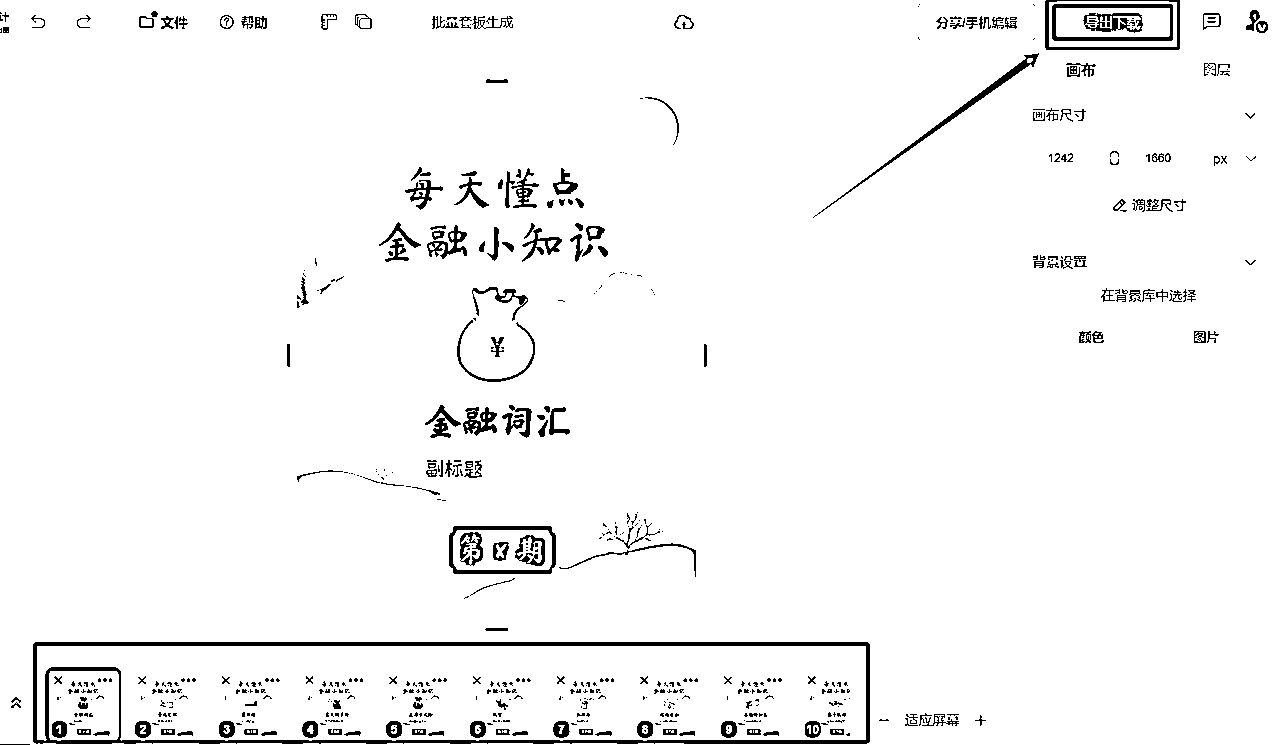 计
文件
帮助
批量套板生成
分享/手机编辑
导出下载
画布
图层
画布尺寸
1242
1660
px
调整尺寸
背景设置
在背景库中选择
颜色
图片
每天懂点
金融小知识
¥
金融词汇
副标题
第 X 期
1
2
3
4
5
6
7
8
9
10
适应屏幕